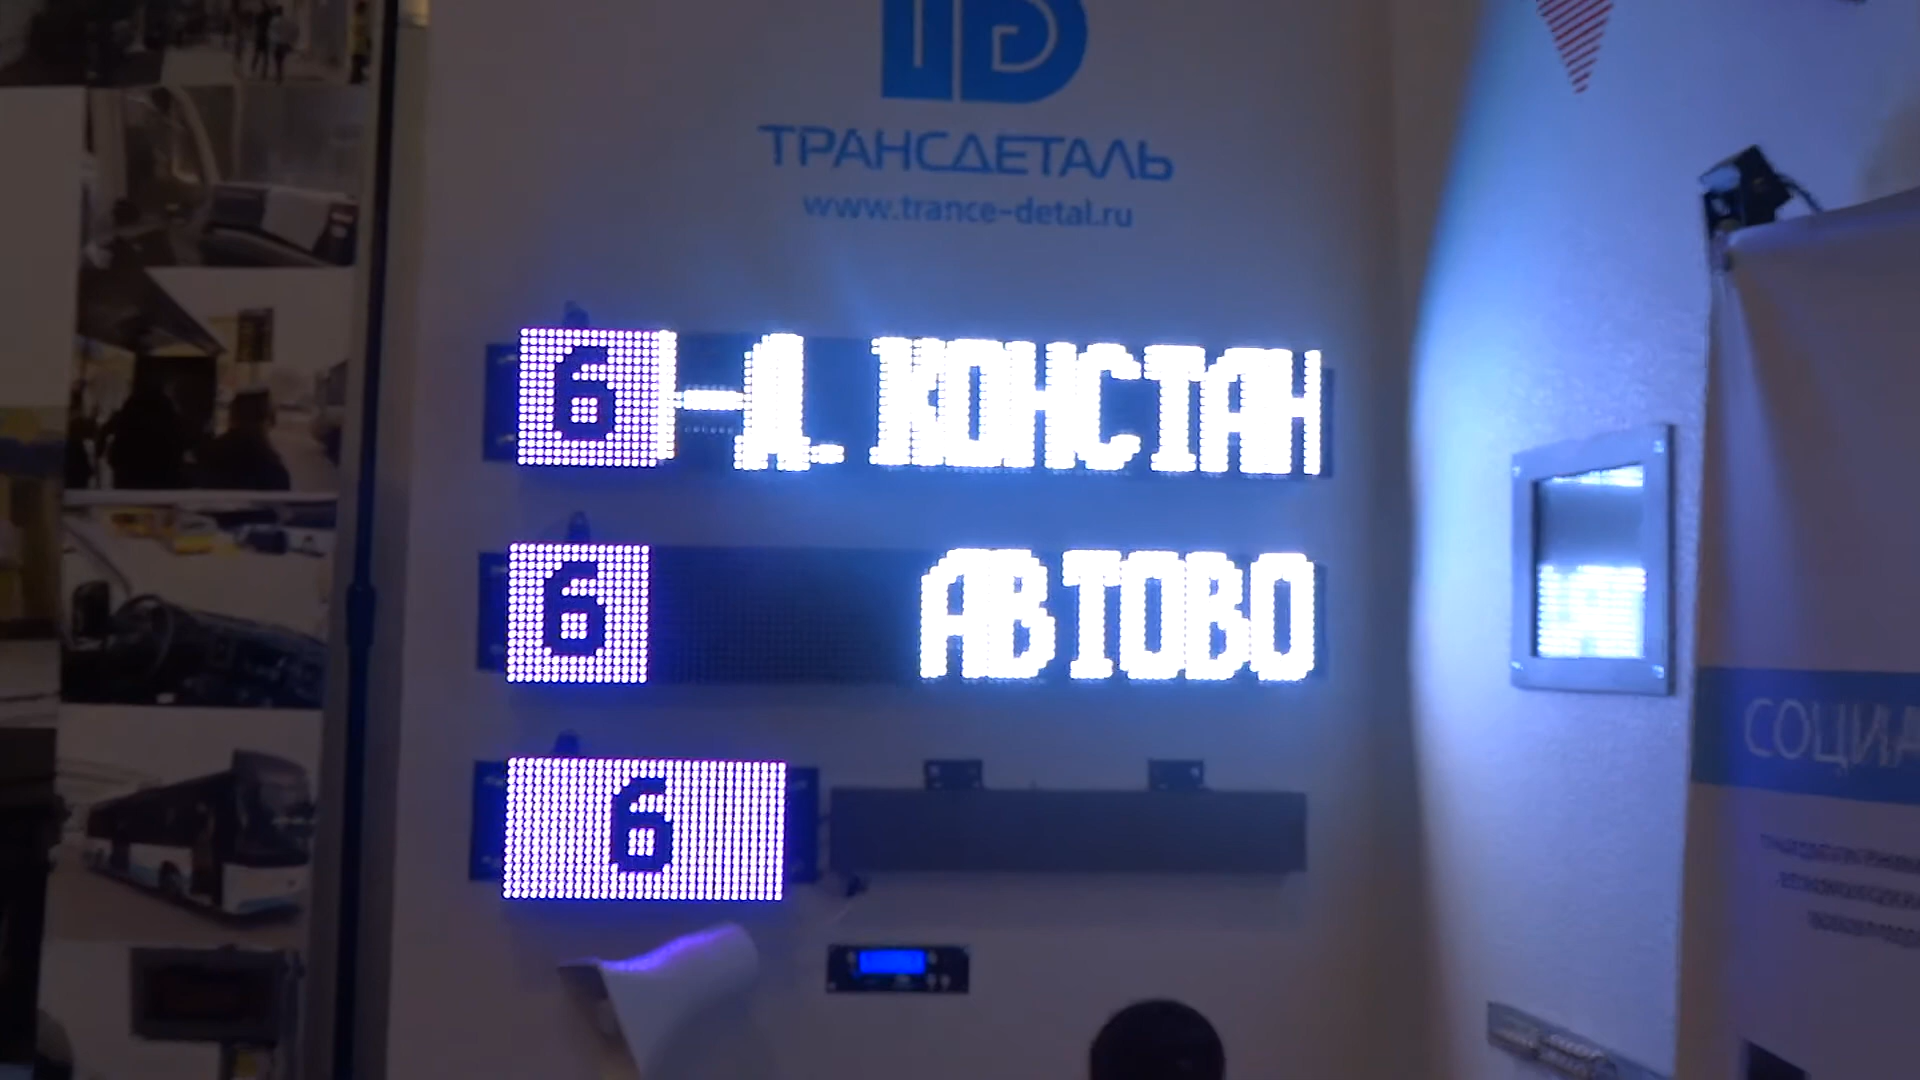 ТРАНСДЕТАЛЬ
www.trance-detal.ru
6 –Д. КОНСТАН
6 АВТОВО
6
СОЦИА